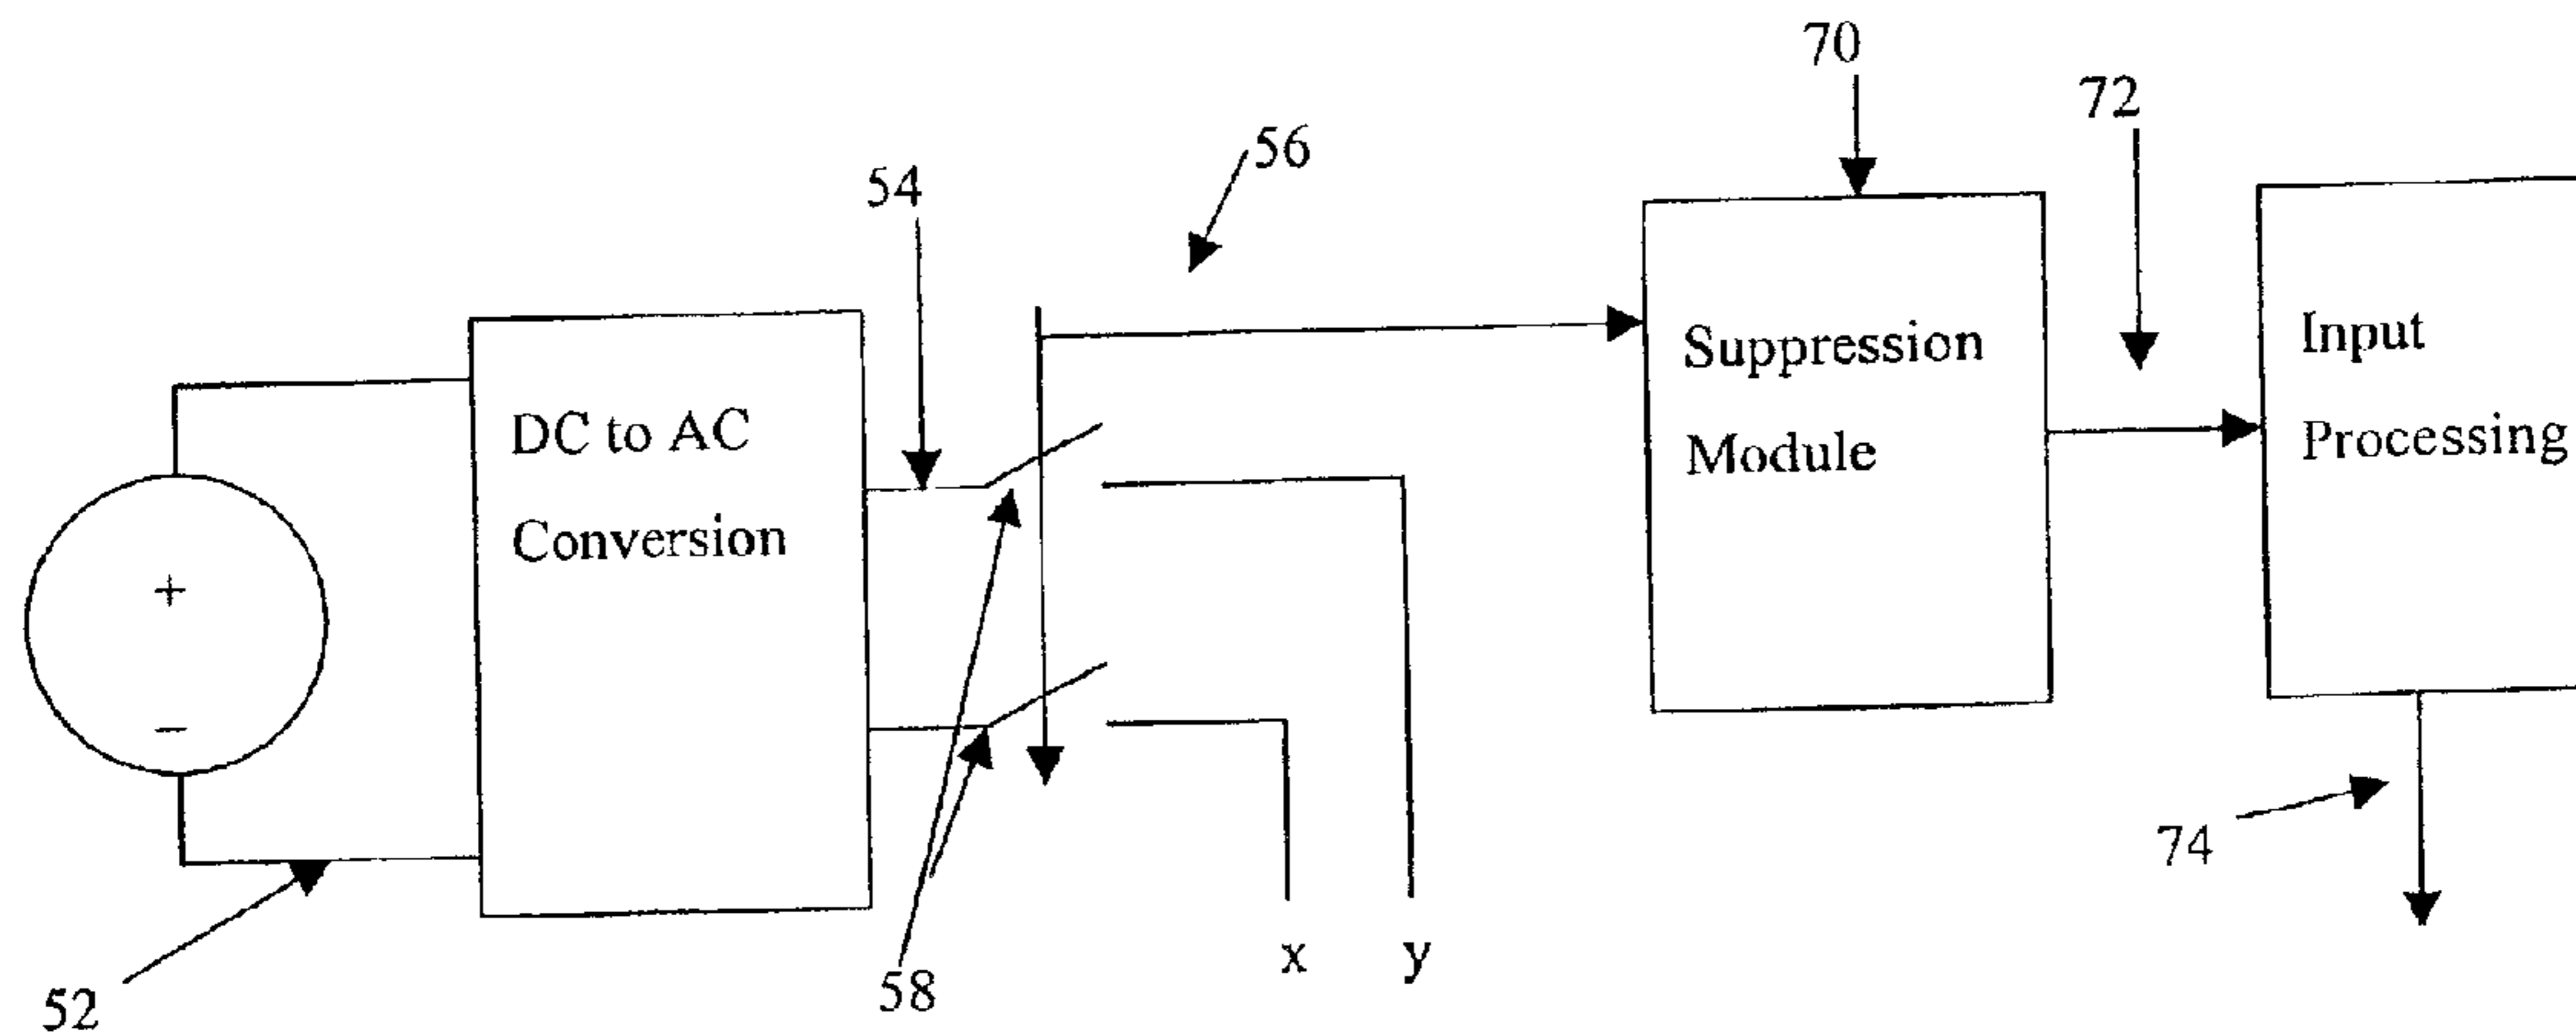 70
72
56
54
Suppression
Module
Input
Processing
DC to AC
Conversion
+
−
74
x
y
58
52